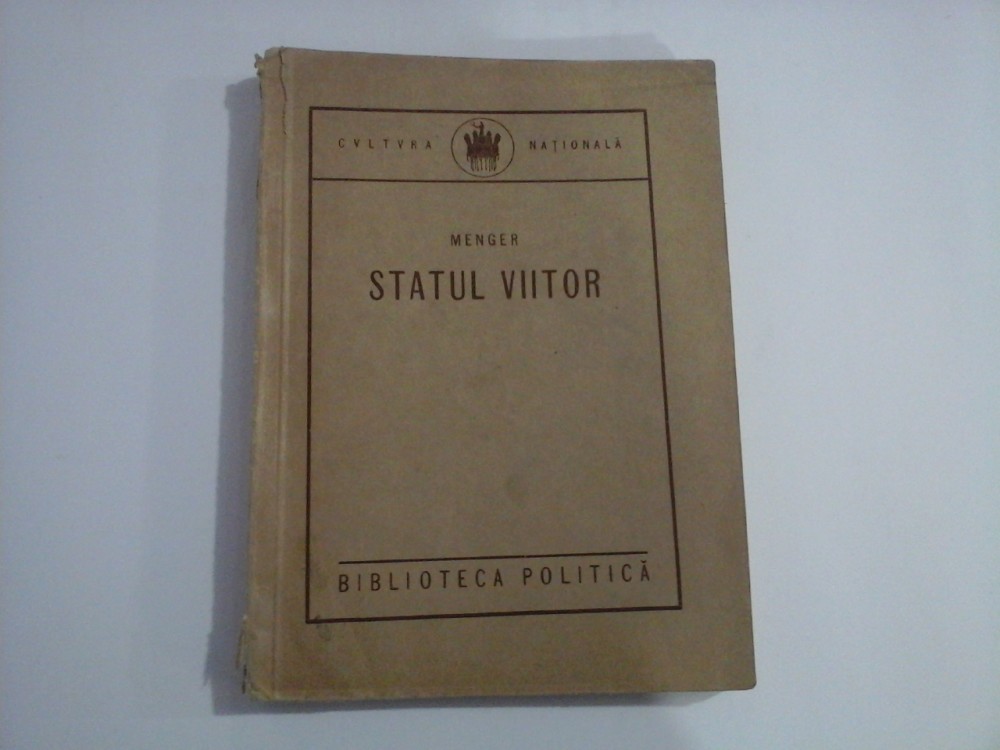 CVLTVRA NAȚIONALĂ
MENGER
STATUL VIITOR
BIBLIOTECA POLITICĂ